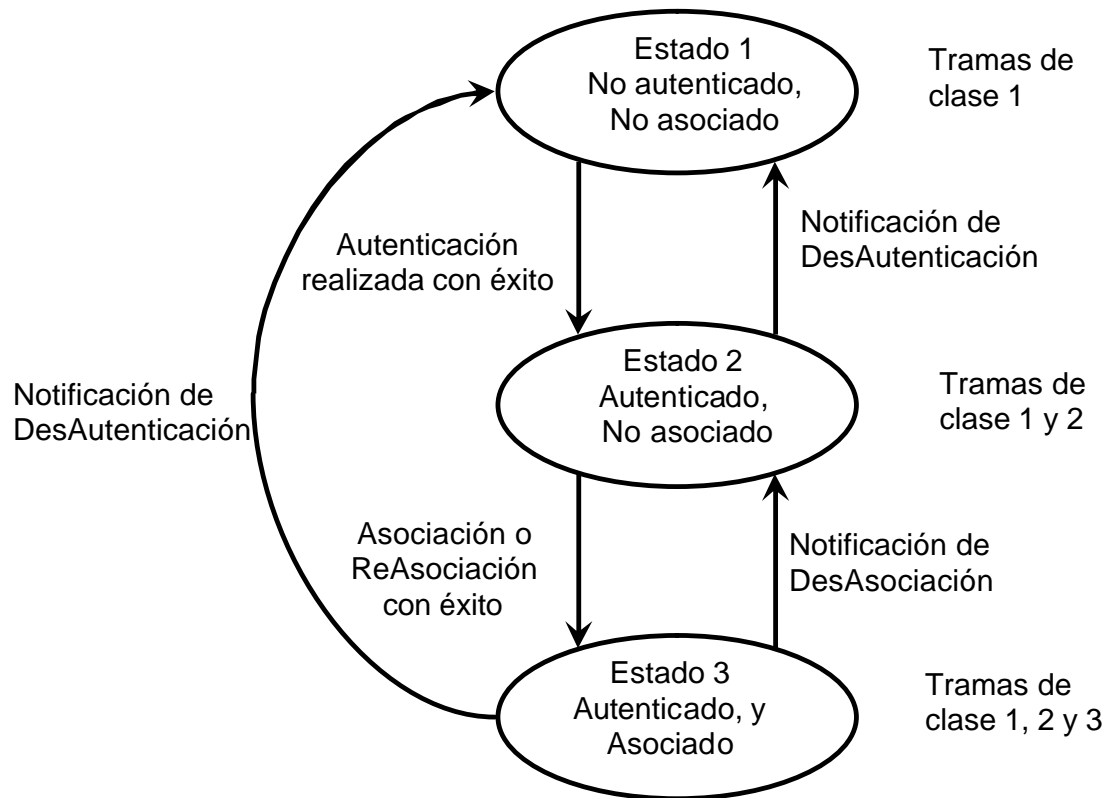 Estado 1
No autenticado,
No asociado
Tramas de
clase 1
Autenticación
realizada con éxito
Notificación de
DesAutenticación
Notificación de
DesAutenticación
Estado 2
Autenticado,
No asociado
Tramas de
clase 1 y 2
Asociación o
ReAsociación
con éxito
Notificación de
DesAsociación
Estado 3
Autenticado, y
Asociado
Tramas de
clase 1, 2 y 3